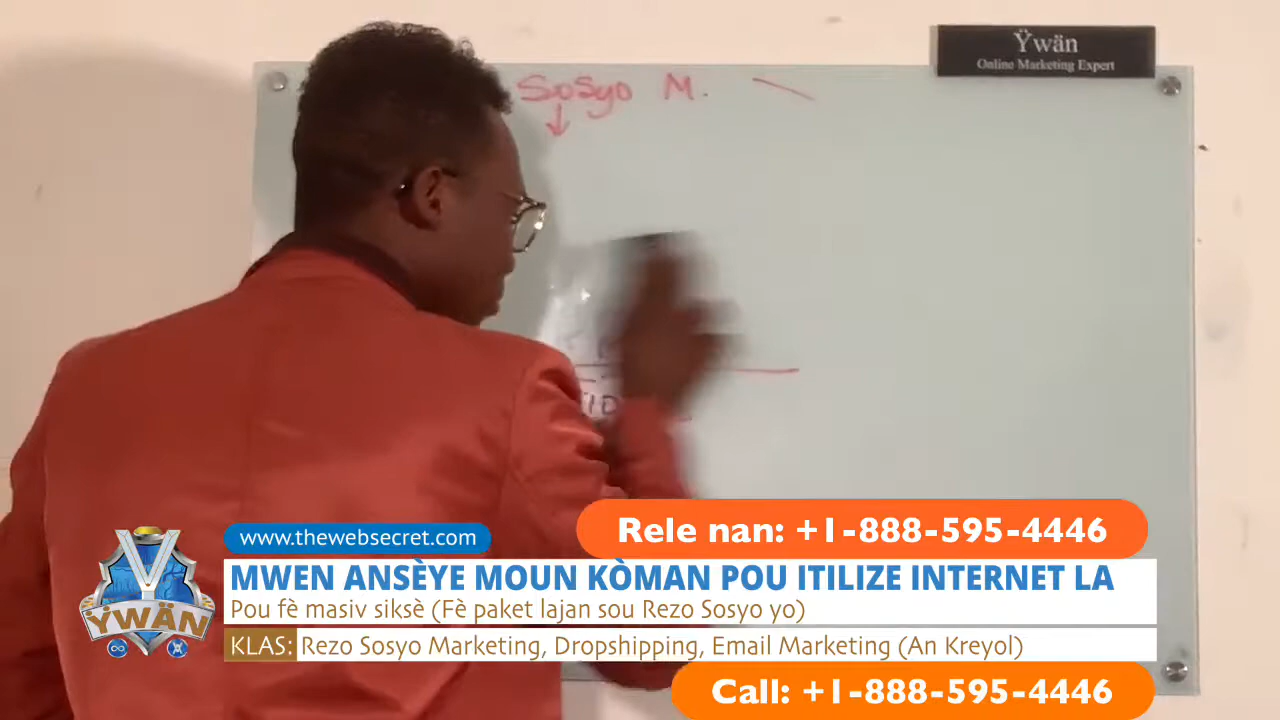 Ÿwän
Online Marketing Expert
Sosyo M.
Rele nan: +1-888-595-4446
www.thewebsecret.com
MWEN ANSÈYE MOUN KÒMAN POU ITILIZE INTERNET LA
Pou fè masiv siksè (Fè paket lajan sou Rezo Sosyo yo)
ŸWÄN
KLAS: Rezo Sosyo Marketing, Dropshipping, Email Marketing (An Kreyol)
Call: +1-888-595-4446